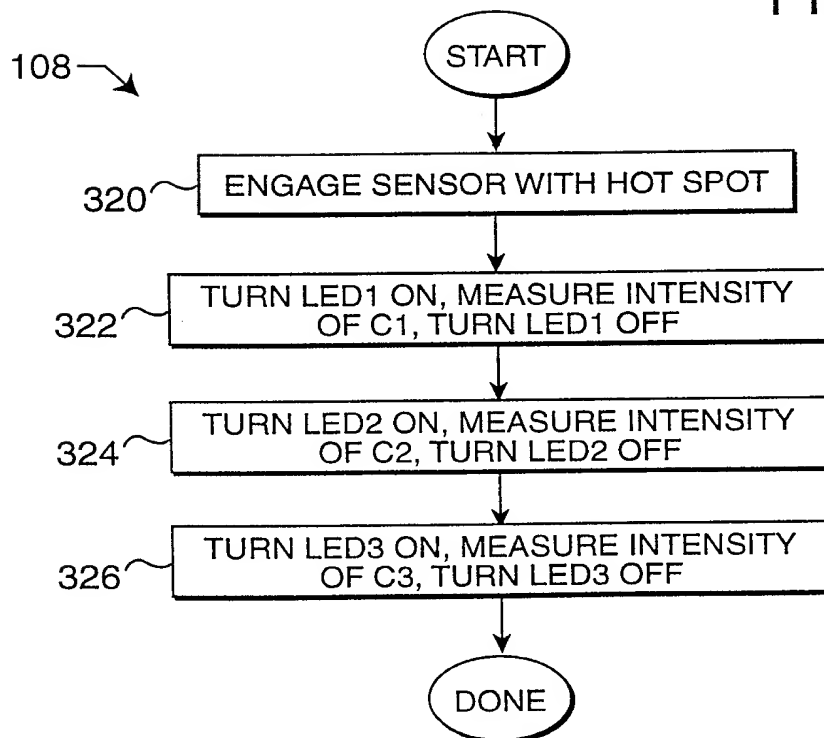 START
108
320
ENGAGE SENSOR WITH HOT SPOT
322
TURN LED1 ON, MEASURE INTENSITY
OF C1, TURN LED1 OFF
324
TURN LED2 ON, MEASURE INTENSITY
OF C2, TURN LED2 OFF
326
TURN LED3 ON, MEASURE INTENSITY
OF C3, TURN LED3 OFF
DONE